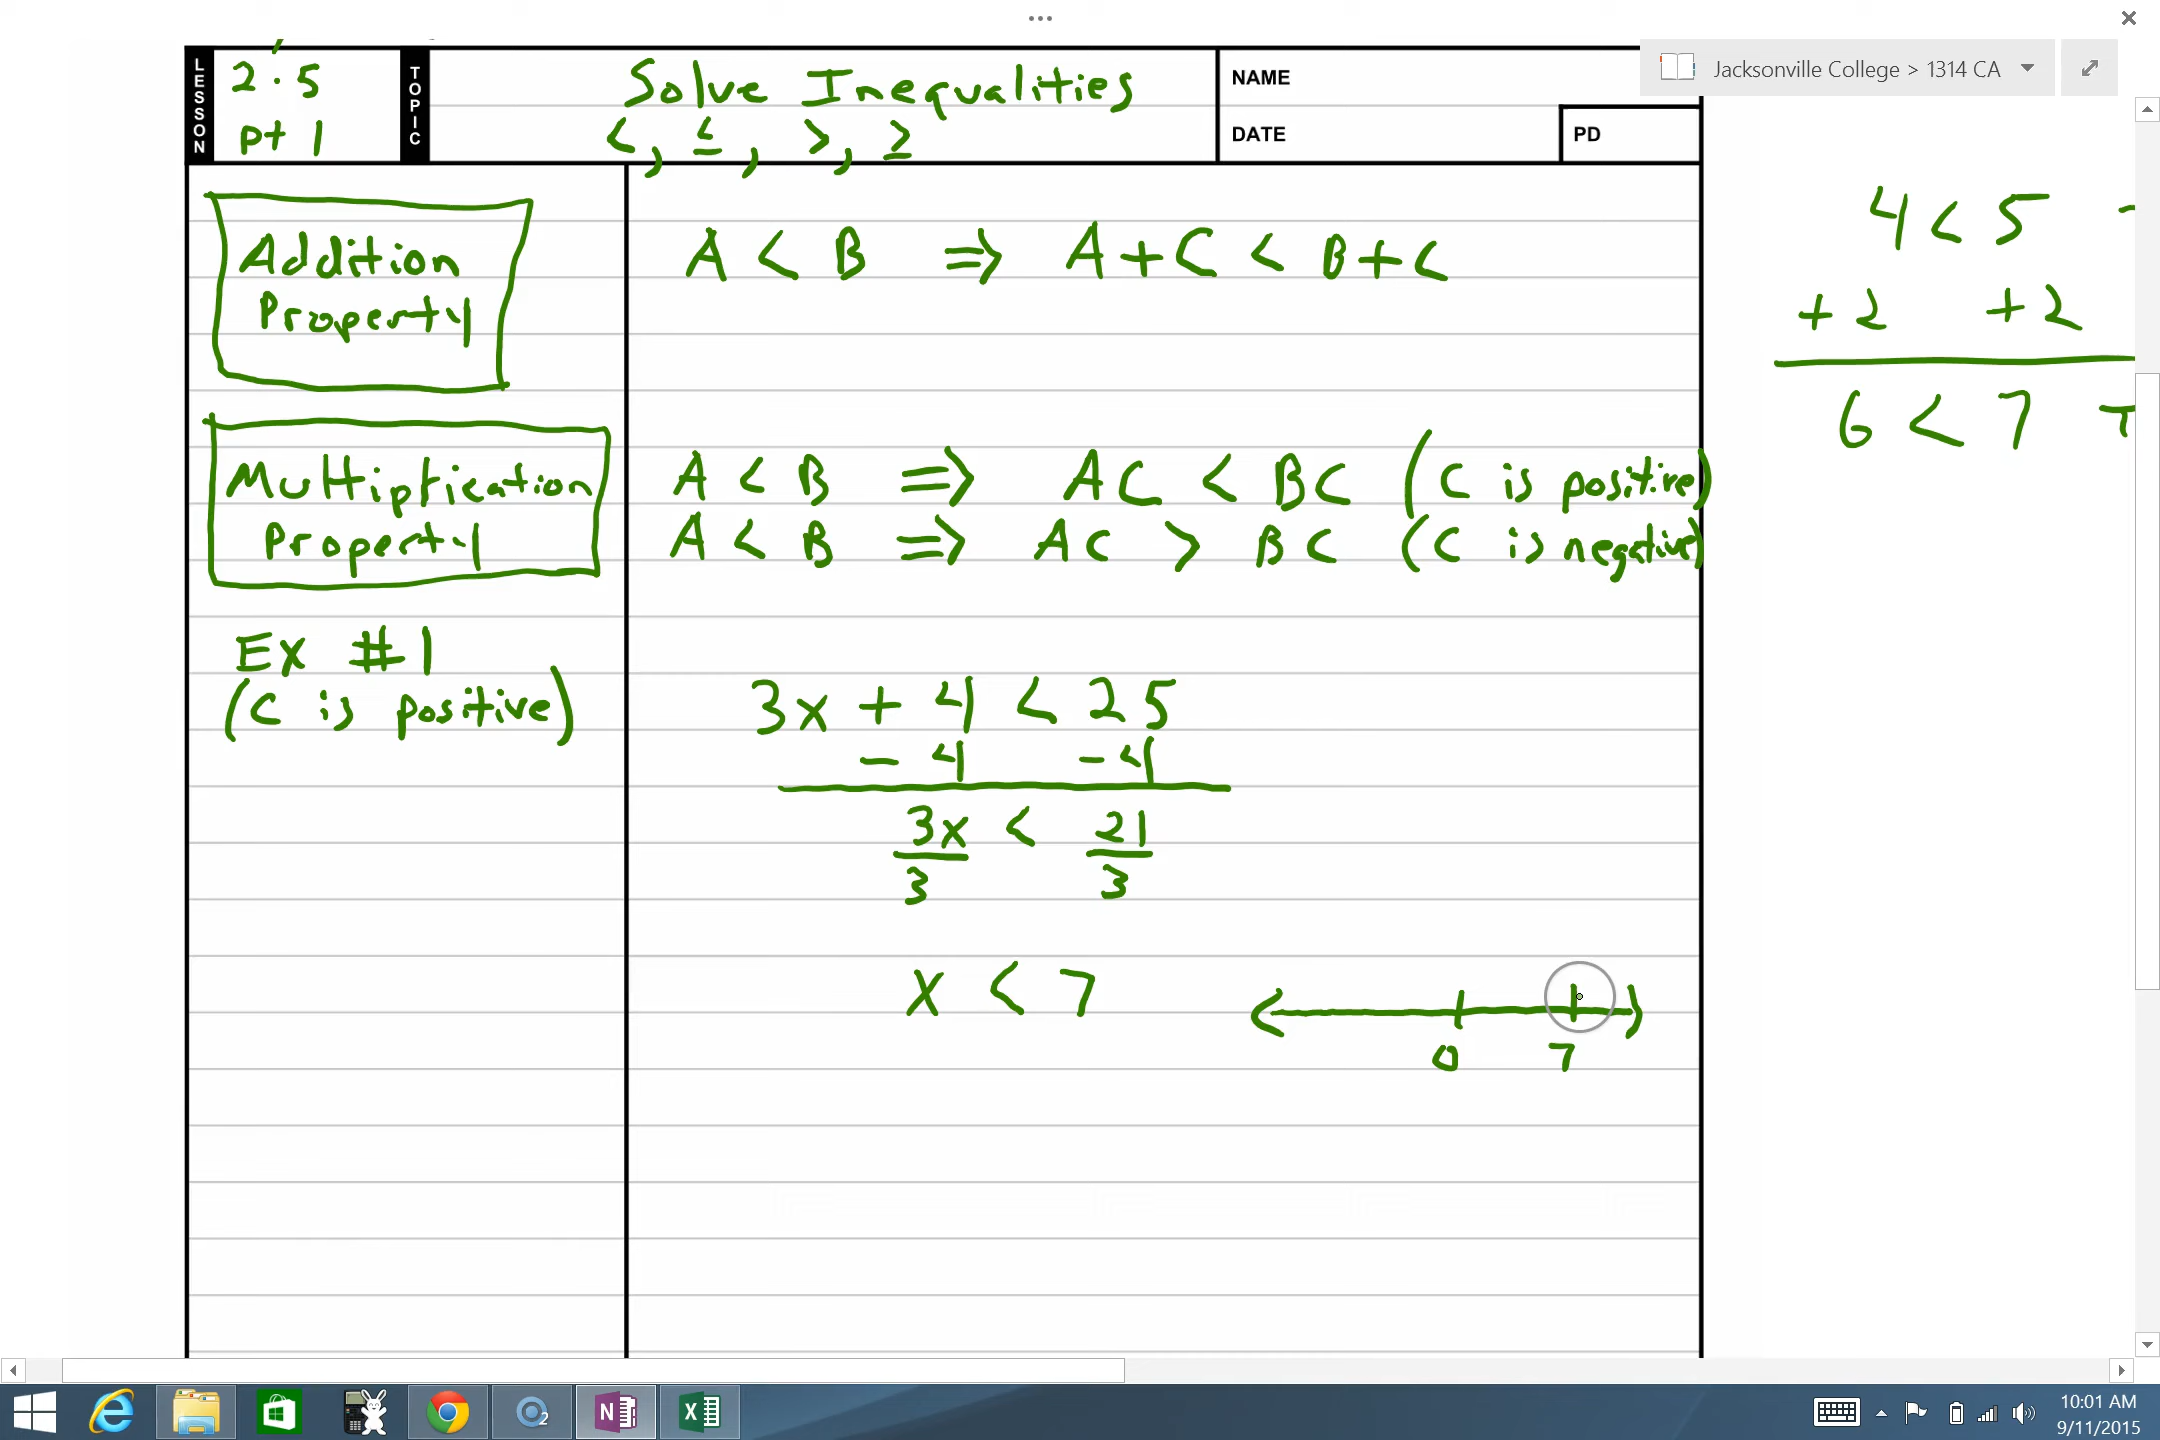 LESSON
2.5
pt 1
TOPIC
Solve Inequalities
<, ≤, >, ≥
NAME
DATE
PD
Jacksonville College > 1314 CA
Addition
Property
A < B ⇒ A+C < B+C
4 < 5
+2 +2
6 < 7
Multiplication
Property
A < B ⇒ AC < BC (C is positive)
A < B ⇒ AC > BC (C is negative)
Ex #1
(C is positive)
3x + 4 < 25
- 4 - 4
3x < 21
3 3
x < 7
0 7
10:01 AM
9/11/2015